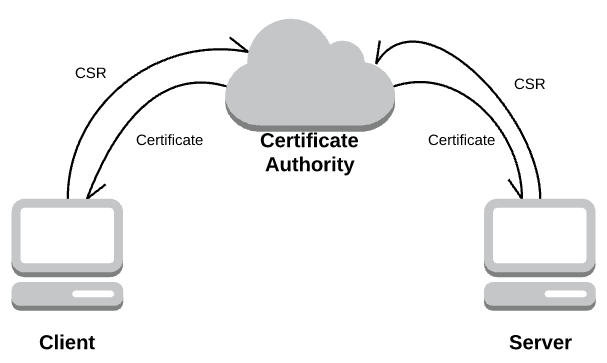 CSR
CSR
Certificate
Certificate
Certificate
Authority
Client
Server